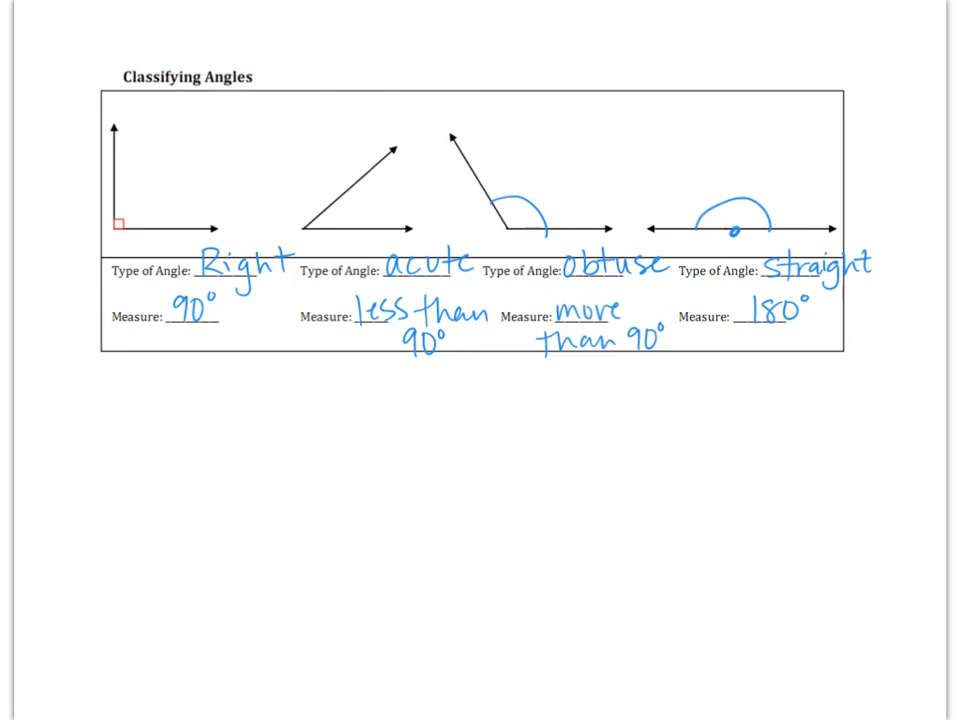 Classifying Angles
Type of Angle: Right Type of Angle: acute Type of Angle: obtuse Type of Angle: straight
Measure: 90° Measure: less than Measure: more Measure: 180°
90° than 90°